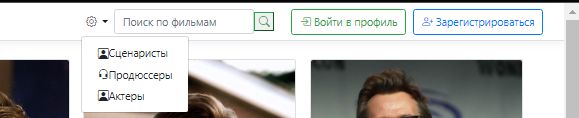 Поиск по фильмам
Войти в профиль
Зарегистрироваться
Сценаристы
Продюссеры
Актеры